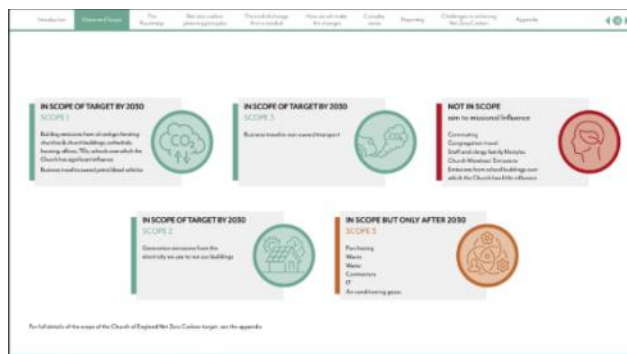 Introduction
Vision and Scope
The Roadmap
Net zero carbon planning principles
The kind of change that is needed
How we will make the changes
Complex areas
Reporting
Challenges in achieving Net Zero Carbon
Appendix
IN SCOPE OF TARGET BY 2030
SCOPE 1
Building emissions from oil and gas heating:
churches & church buildings, cathedrals,
housing, offices, TEIs, schools over which the
Church has significant influence
Business travel in owned petrol/diesel vehicles
IN SCOPE OF TARGET BY 2030
SCOPE 3
Business travel in non-owned transport
NOT IN SCOPE
aim to missional influence
Commuting
Congregation travel
Staff and clergy family lifestyles
Church Members' Emissions
Emissions from school buildings over
which the Church has little influence
IN SCOPE OF TARGET BY 2030
SCOPE 2
Generation emissions from the
electricity we use to run our buildings
IN SCOPE BUT ONLY AFTER 2030
SCOPE 3
Purchasing
Waste
Water
Contractors
IT
Air conditioning gases
CO2
For full details of the scope of the Church of England Net Zero Carbon target, see the appendix